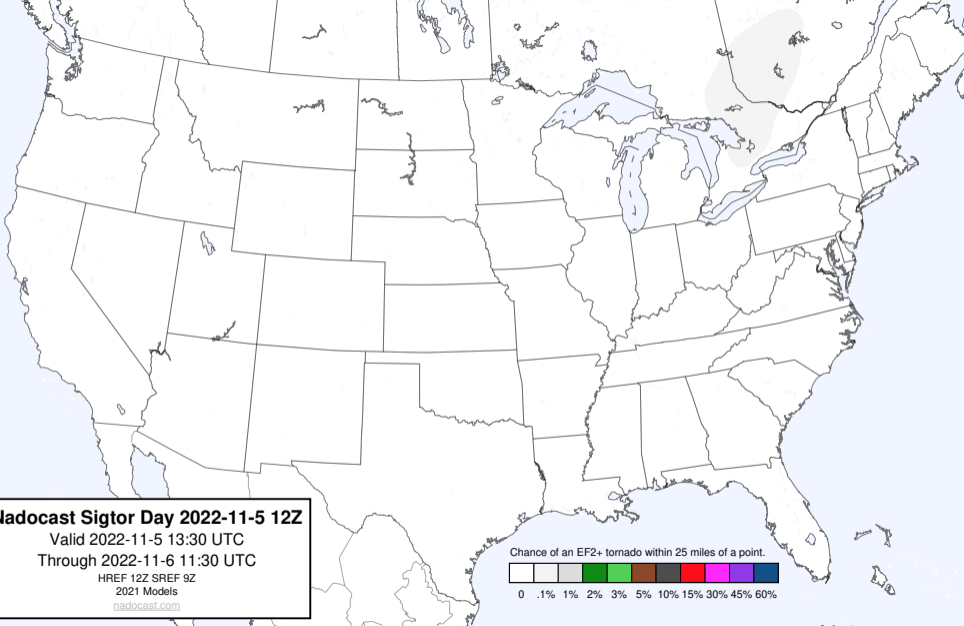 Nadocast Sigtor Day 2022-11-5 12Z
Valid 2022-11-5 13:30 UTC
Through 2022-11-6 11:30 UTC
HREF 12Z SREF 9Z
2021 Models
nadocast.com
Chance of an EF2+ tornado within 25 miles of a point.
0 .1% 1% 2% 3% 5% 10% 15% 30% 45% 60%